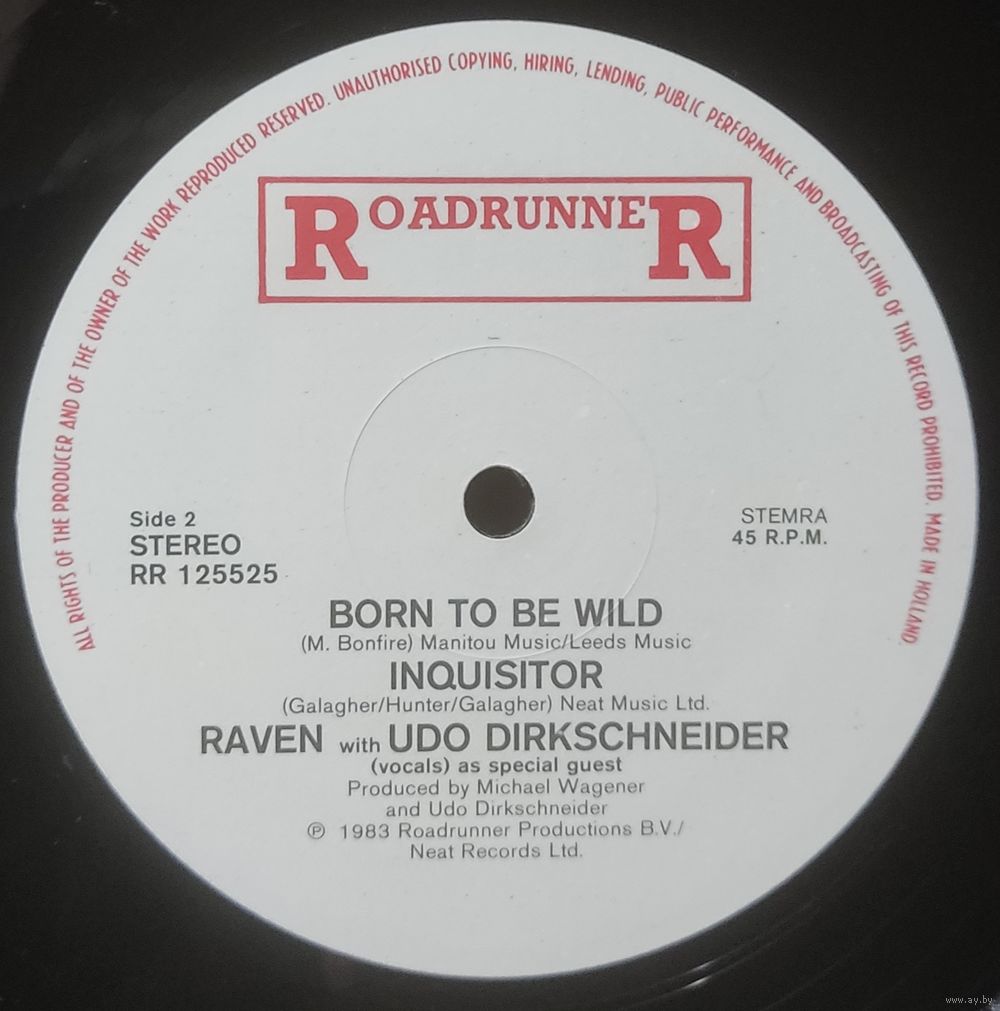 ALL RIGHTS OF THE PRODUCER AND OF THE OWNER OF THE WORK REPRODUCED RESERVED. UNAUTHORISED COPYING, HIRING, LENDING, PUBLIC PERFORMANCE AND BROADCASTING OF THIS RECORD PROHIBITED. MADE IN HOLLAND.
ROADRUNNER
Side 2
STEREO
RR 125525
STEMRA
45 R.P.M.
BORN TO BE WILD
(M. Bonfire) Manitou Music/Leeds Music
INQUISITOR
(Galagher/Hunter/Galagher) Neat Music Ltd.
RAVEN with UDO DIRKSCHNEIDER
(vocals) as special guest
Produced by Michael Wagener
and Udo Dirkschneider
℗ 1983 Roadrunner Productions B.V./
Neat Records Ltd.
www.ay.by